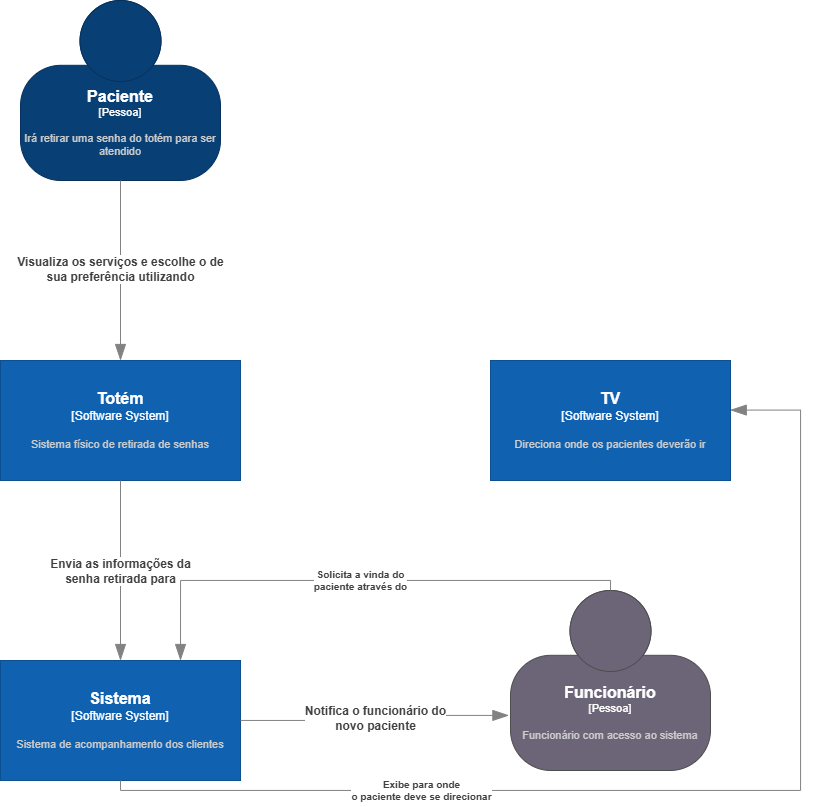 Paciente
[Pessoa]
Irá retirar uma senha do totém para ser
atendido
Visualiza os serviços e escolhe o de
sua preferência utilizando
Totém
[Software System]
Sistema físico de retirada de senhas
TV
[Software System]
Direciona onde os pacientes deverão ir
Envia as informações da
senha retirada para
Solicita a vinda do
paciente através do
Sistema
[Software System]
Sistema de acompanhamento dos clientes
Notifica o funcionário do
novo paciente
Funcionário
[Pessoa]
Funcionário com acesso ao sistema
Exibe para onde
o paciente deve se direcionar